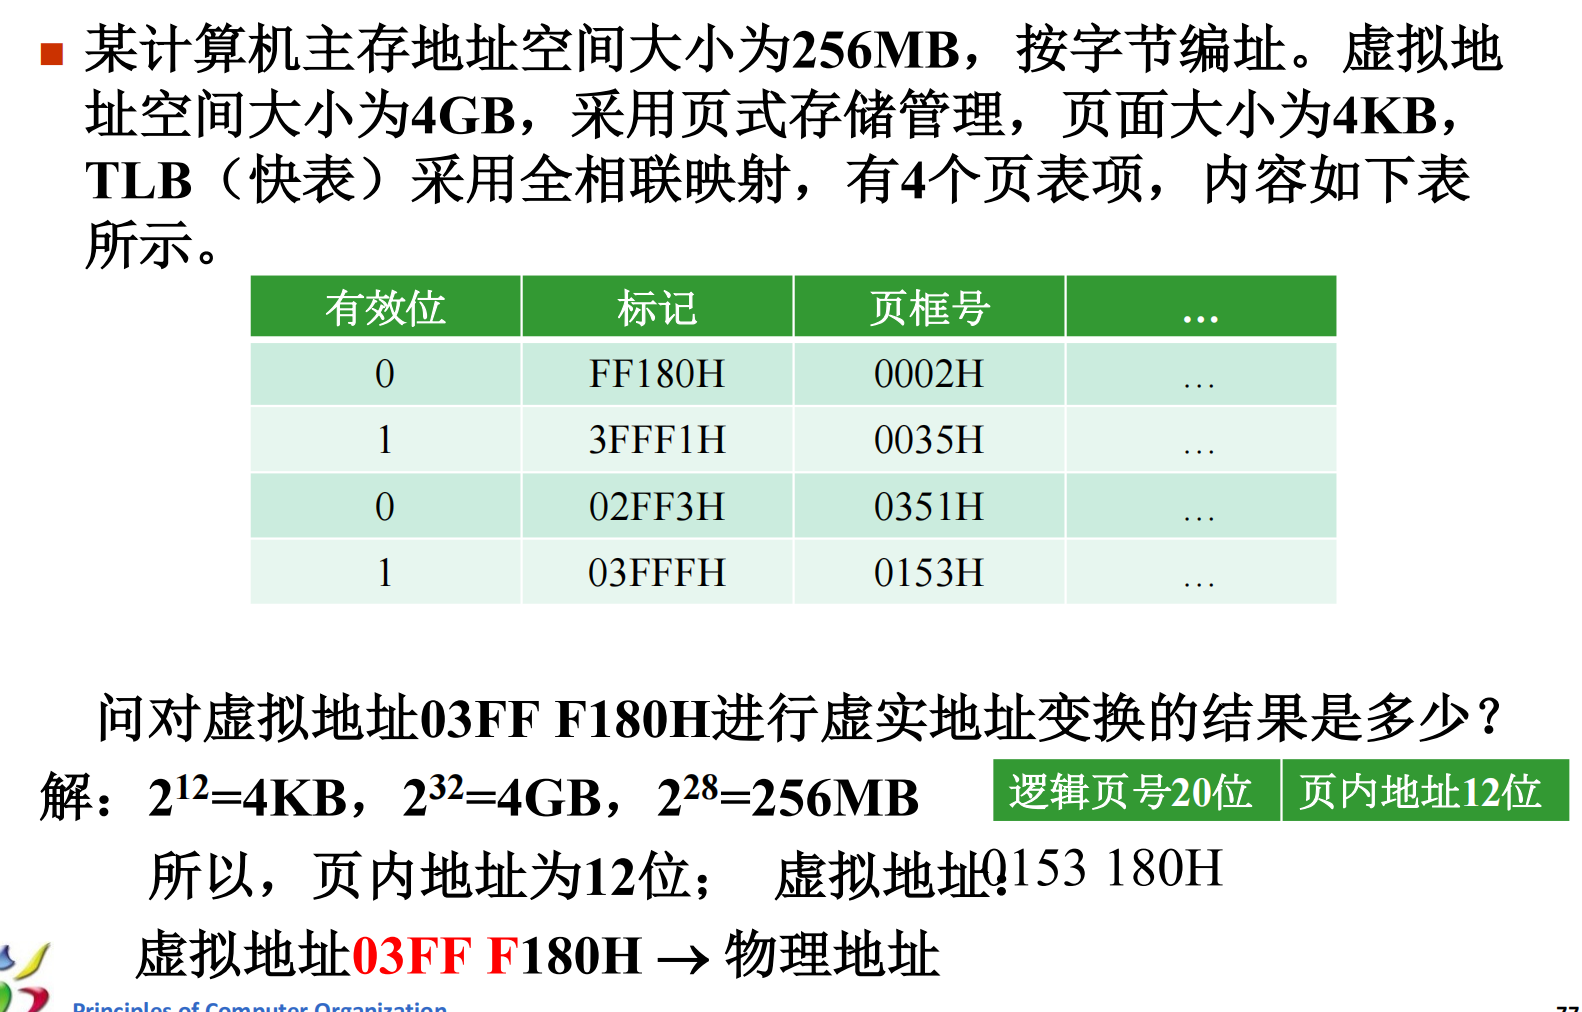 某计算机主存地址空间大小为256MB，按字节编址。虚拟地
址空间大小为4GB，采用页式存储管理，页面大小为4KB，
TLB（快表）采用全相联映射，有4个页表项，内容如下表
所示。
有效位 标记 页框号 …
0 FF180H 0002H …
1 3FFF1H 0035H …
0 02FF3H 0351H …
1 03FFFH 0153H …
问对虚拟地址03FF F180H进行虚实地址变换的结果是多少？
解：2¹²=4KB，2³²=4GB，2²⁸=256MB
逻辑页号20位 页内地址12位
所以，页内地址为12位； 虚拟地址：
0153 180H
虚拟地址03FF F180H → 物理地址
Principles of Computer Organization
77